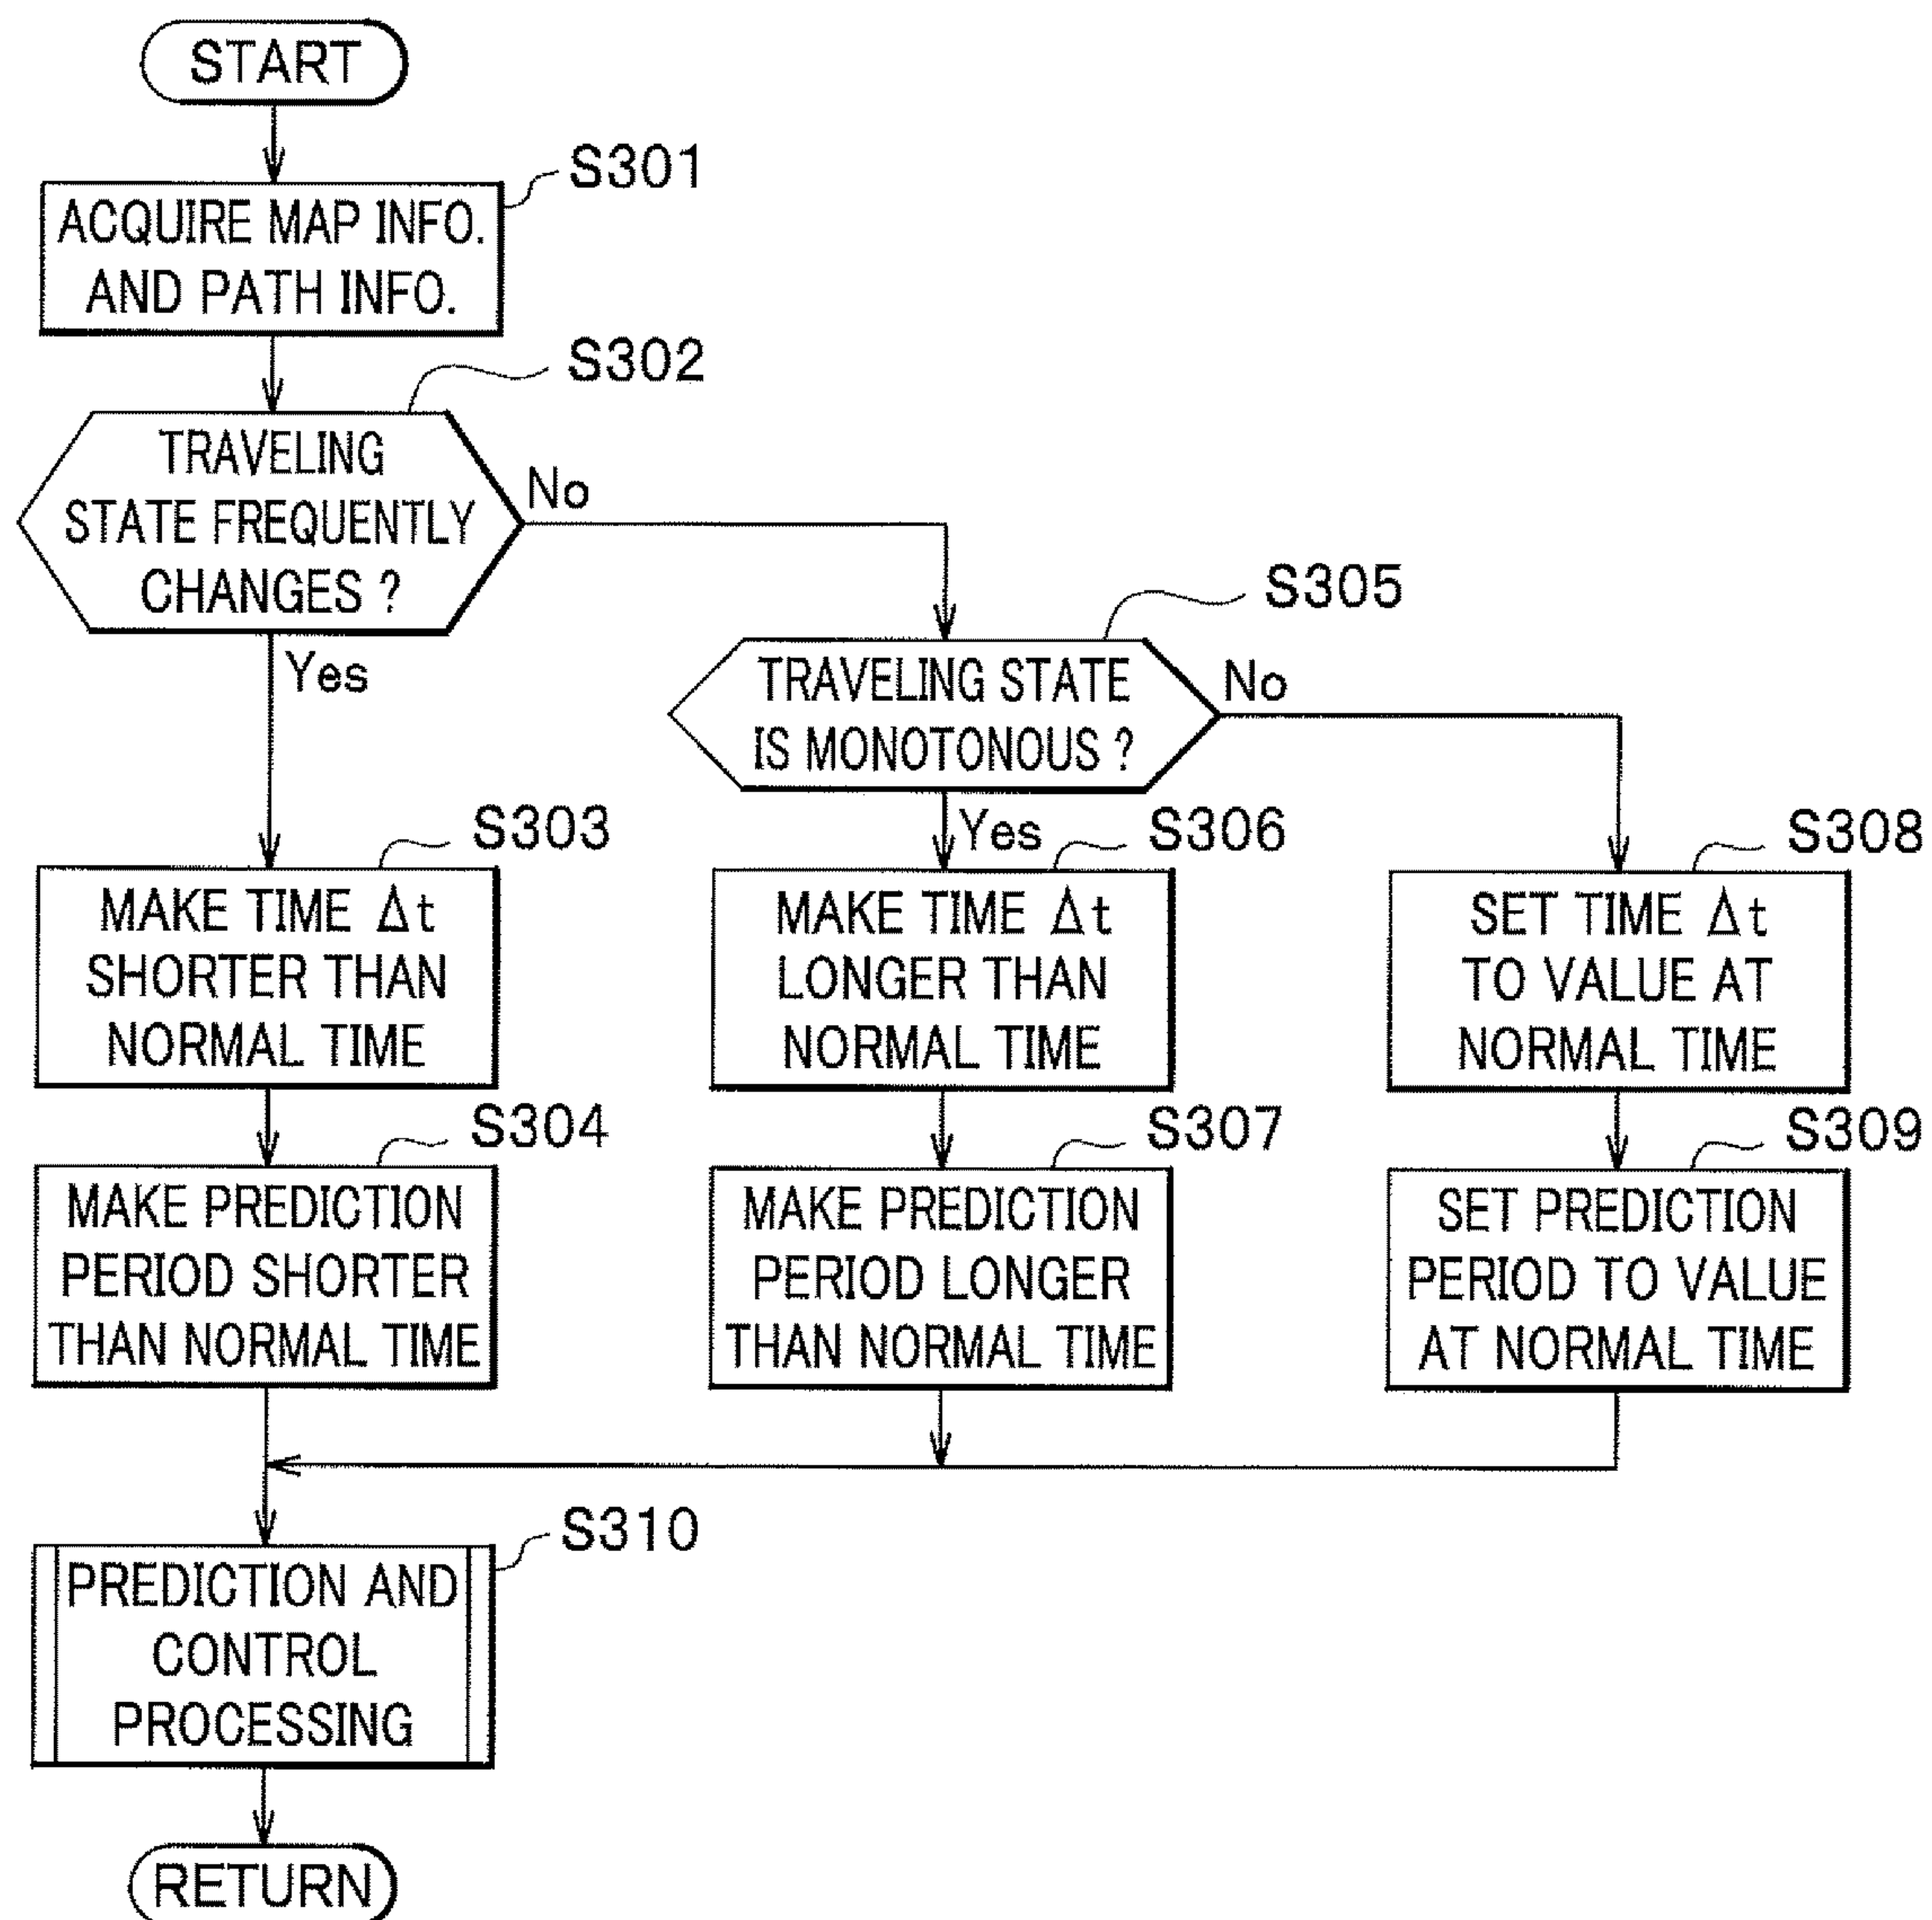 START
S301
ACQUIRE MAP INFO.
AND PATH INFO.
S302
TRAVELING
STATE FREQUENTLY
CHANGES ?
No
Yes
S305
TRAVELING STATE
IS MONOTONOUS ?
No
Yes
S303
MAKE TIME Δt
SHORTER THAN
NORMAL TIME
S306
MAKE TIME Δt
LONGER THAN
NORMAL TIME
S308
SET TIME Δt
TO VALUE AT
NORMAL TIME
S304
MAKE PREDICTION
PERIOD SHORTER
THAN NORMAL TIME
S307
MAKE PREDICTION
PERIOD LONGER
THAN NORMAL TIME
S309
SET PREDICTION
PERIOD TO VALUE
AT NORMAL TIME
S310
PREDICTION AND
CONTROL
PROCESSING
RETURN